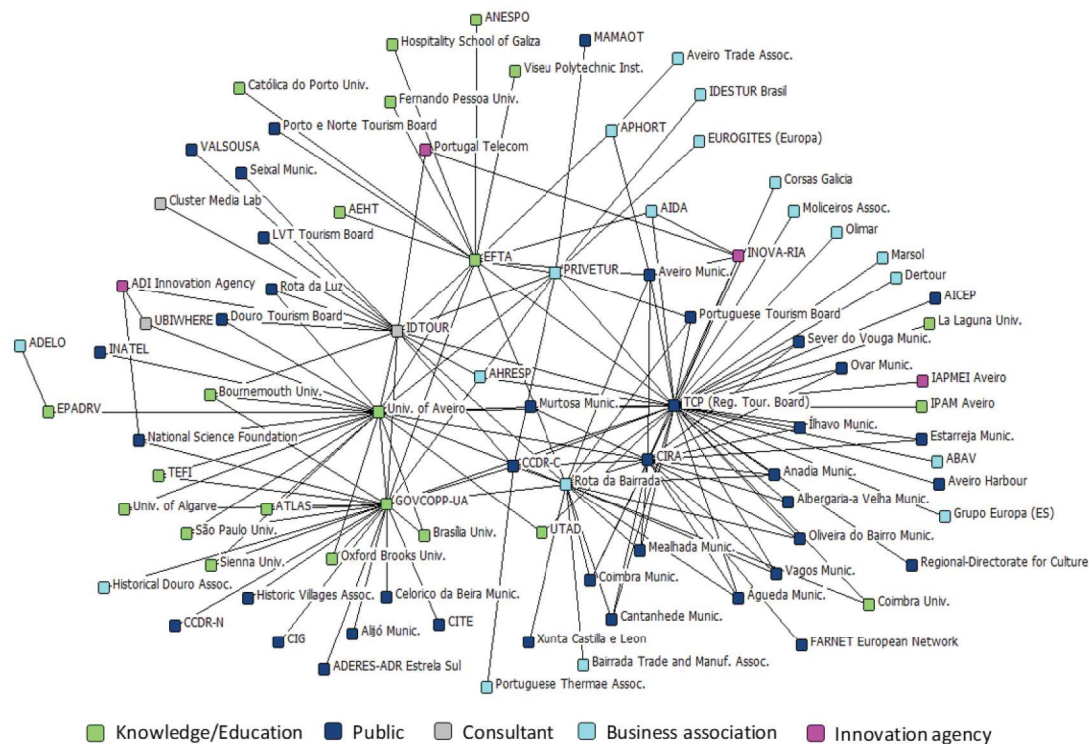 ANESPO
Hospitality School of Galiza
MAMAOT
Aveiro Trade Assoc.
Viseu Polytechnic Inst.
Católica do Porto Univ.
IDESTUR Brasil
Fernando Pessoa Univ.
Porto e Norte Tourism Board
APHORT
EUROGITES (Europa)
VALSOUSA
Portugal Telecom
Seixal Munic.
Corsas Galicia
Cluster Media Lab
AEHT
AIDA
Moliceiros Assoc.
Olimar
LVT Tourism Board
EFTA
INOVA-RIA
Marsol
PRIVETUR
Aveiro Munic.
Dertour
ADI Innovation Agency
Rota da Luz
AICEP
UBIWHERE
Douro Tourism Board
IDTOUR
Portuguese Tourism Board
La Laguna Univ.
ADELO
INATEL
Sever do Vouga Munic.
Ovar Munic.
AHRESP
IAPMEI Aveiro
Bournemouth Univ.
EPADRV
Univ. of Aveiro
Murtosa Munic.
TCP (Reg. Tour. Board)
IPAM Aveiro
Ílhavo Munic.
National Science Foundation
Estarreja Munic.
CCDR-C
CIRA
ABAV
TEFI
Rota da Bairrada
Anadia Munic.
Aveiro Harbour
Univ. of Algarve
ATLAS
GOVCOPP-UA
Albergaria-a Velha Munic.
Grupo Europa (ES)
São Paulo Univ.
Brasília Univ.
UTAD
Oliveira do Bairro Munic.
Sienna Univ.
Oxford Brooks Univ.
Mealhada Munic.
Regional-Directorate for Culture
Historical Douro Assoc.
Coimbra Munic.
Vagos Munic.
Historic Villages Assoc.
Celorico da Beira Munic.
Águeda Munic.
Coimbra Univ.
CCDR-N
CIG
Alijó Munic.
CITE
Cantanhede Munic.
Xunta Castilla e Leon
FARNET European Network
ADERES-ADR Estrela Sul
Bairrada Trade and Manuf. Assoc.
Portuguese Thermae Assoc.
Knowledge/Education
Public
Consultant
Business association
Innovation agency